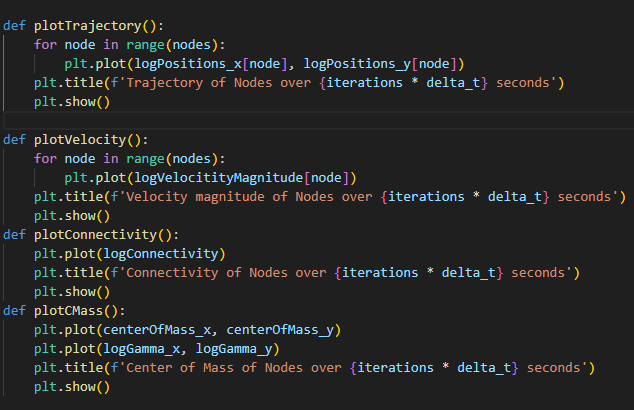 def plotTrajectory():
    for node in range(nodes):
        plt.plot(logPositions_x[node], logPositions_y[node])
    plt.title(f'Trajectory of Nodes over {iterations * delta_t} seconds')
    plt.show()

def plotVelocity():
    for node in range(nodes):
        plt.plot(logVelocitityMagnitude[node])
    plt.title(f'Velocity magnitude of Nodes over {iterations * delta_t} seconds')
    plt.show()
def plotConnectivity():
    plt.plot(logConnectivity)
    plt.title(f'Connectivity of Nodes over {iterations * delta_t} seconds')
    plt.show()
def plotCMass():
    plt.plot(centerOfMass_x, centerOfMass_y)
    plt.plot(logGamma_x, logGamma_y)
    plt.title(f'Center of Mass of Nodes over {iterations * delta_t} seconds')
    plt.show()